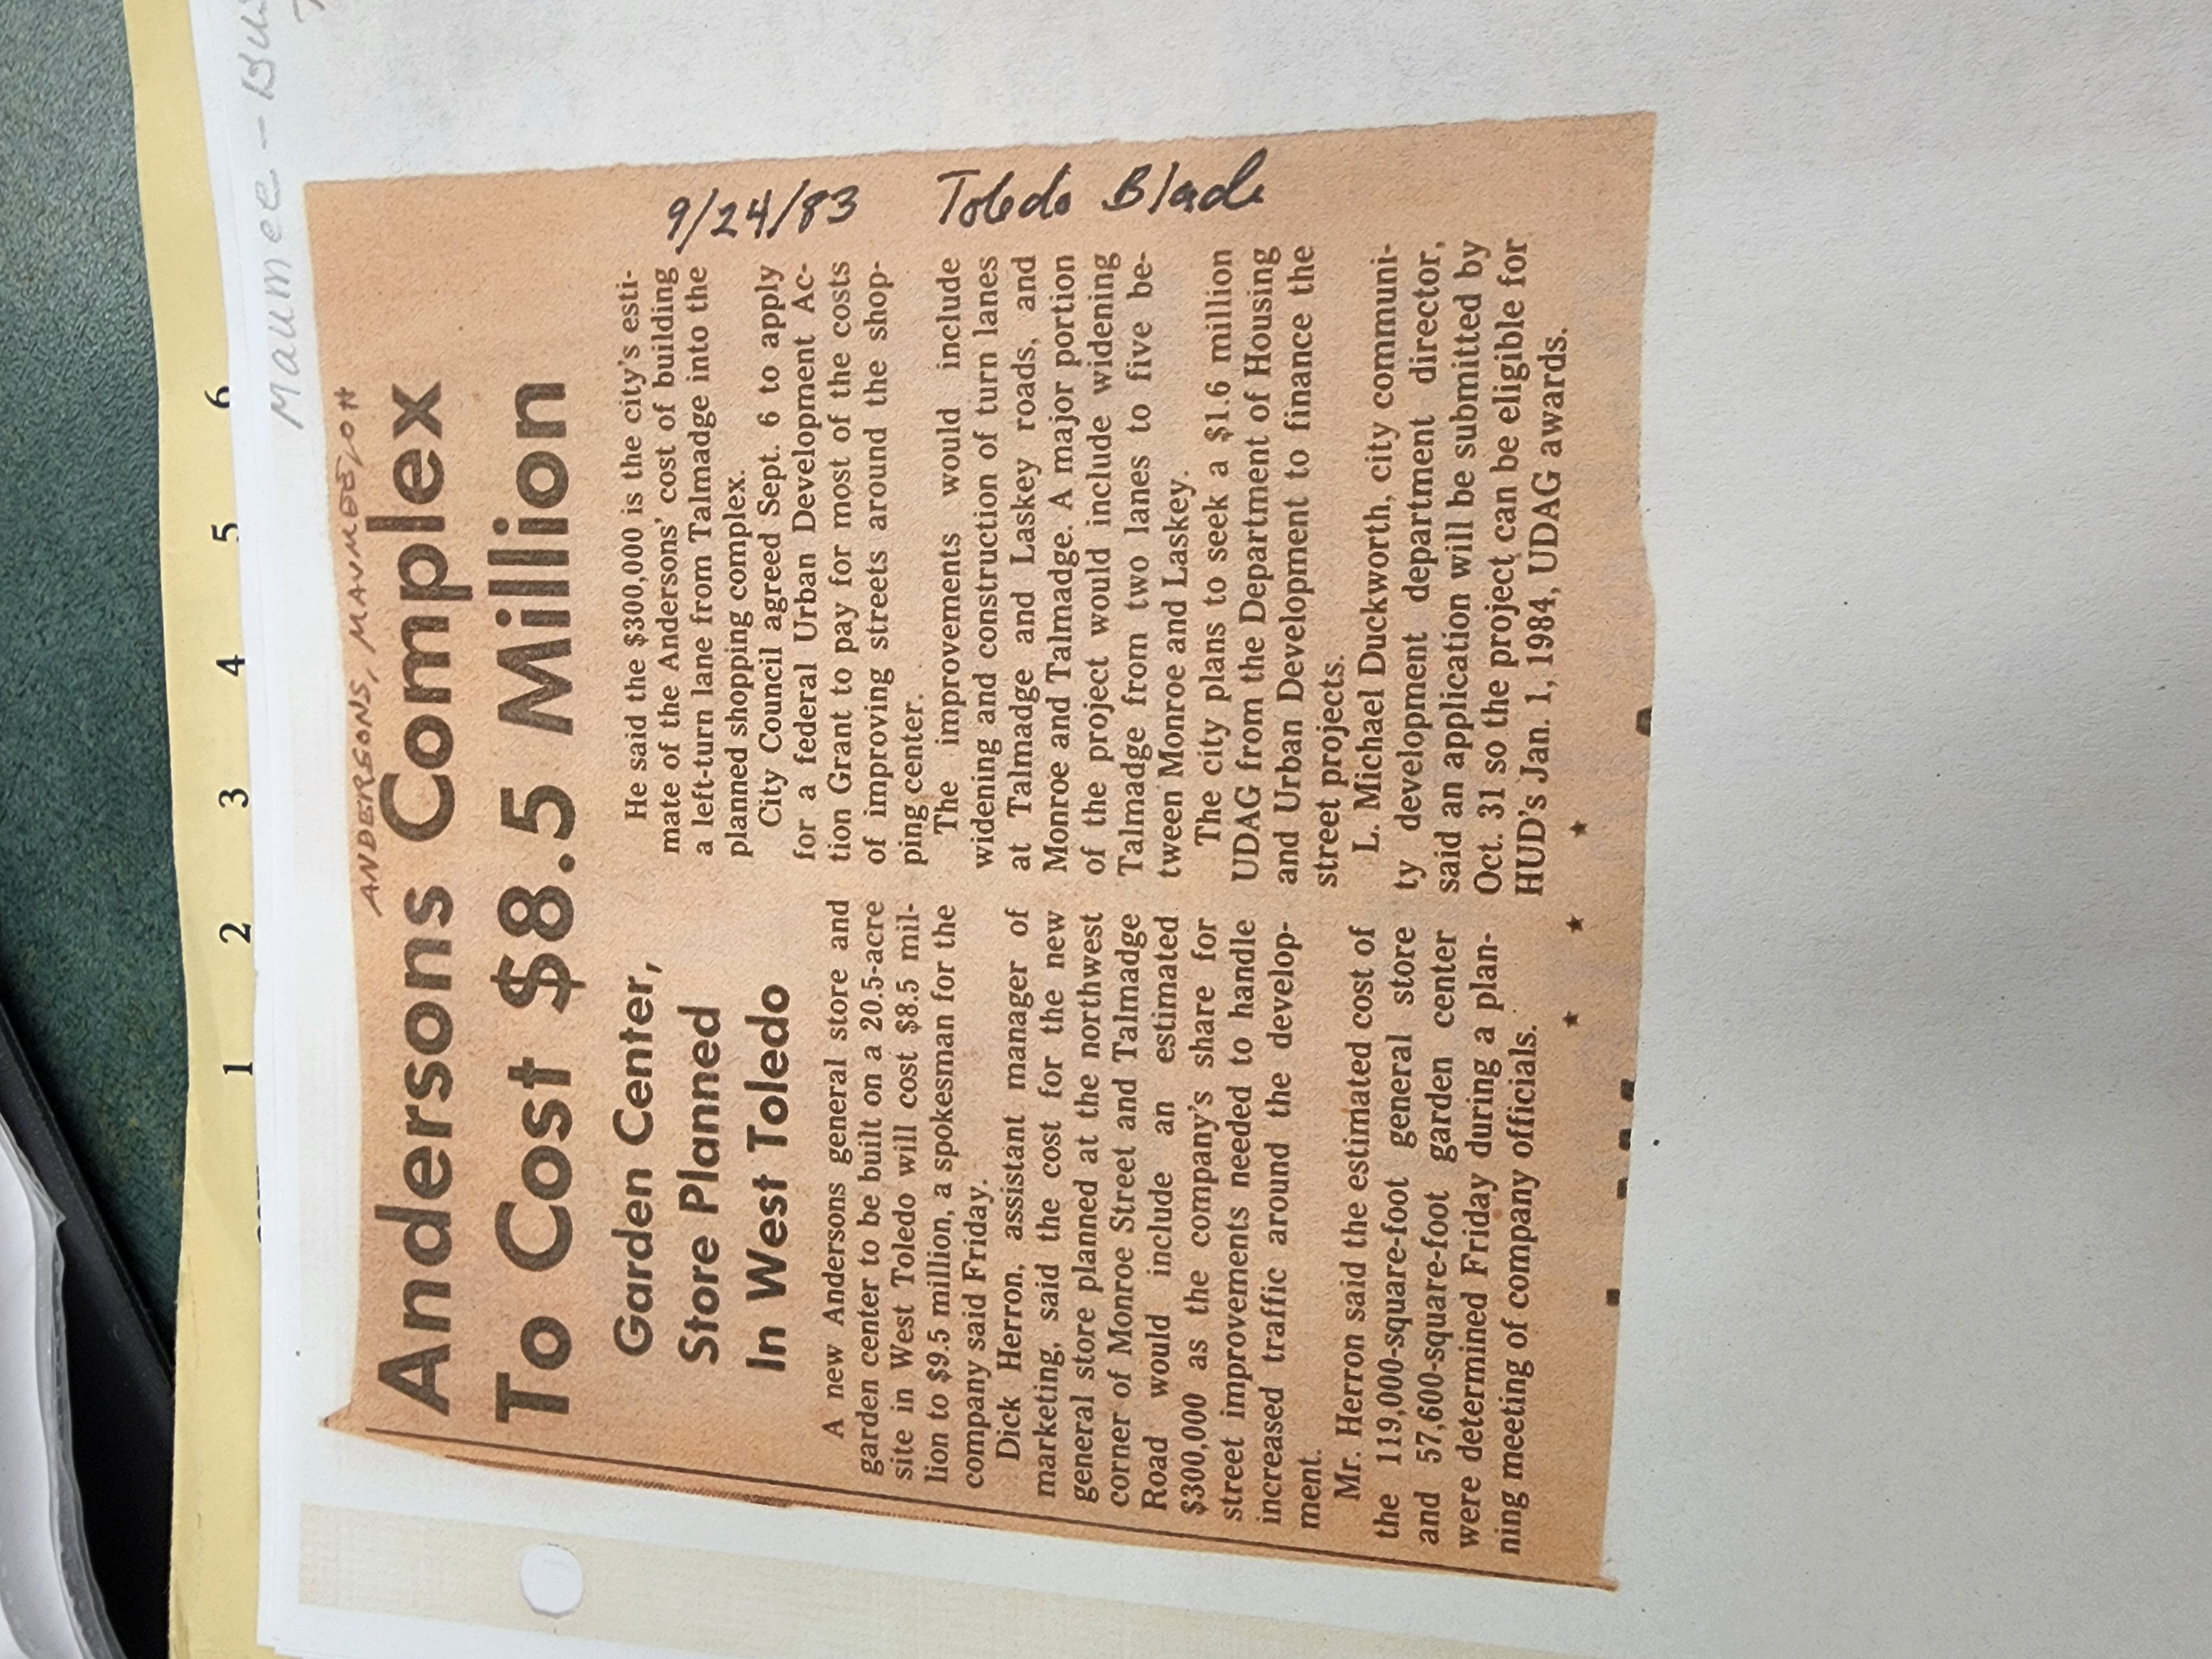 Maumee -
ANDERSONS, MAUMEE, OH
Andersons Complex
To Cost $8.5 Million
Garden Center,
Store Planned
In West Toledo
A new Andersons general store and
garden center to be built on a 20.5-acre
site in West Toledo will cost $8.5 mil-
lion to $9.5 million, a spokesman for the
company said Friday.
Dick Herron, assistant manager of
marketing, said the cost for the new
general store planned at the northwest
corner of Monroe Street and Talmadge
Road would include an estimated
$300,000 as the company's share for
street improvements needed to handle
increased traffic around the develop-
ment.
Mr. Herron said the estimated cost of
the 119,000-square-foot general store
and 57,600-square-foot garden center
were determined Friday during a plan-
ning meeting of company officials.
He said the $300,000 is the city's esti-
mate of the Andersons' cost of building
a left-turn lane from Talmadge into the
planned shopping complex.
City Council agreed Sept. 6 to apply
for a federal Urban Development Ac-
tion Grant to pay for most of the costs
of improving streets around the shop-
ping center.
The improvements would include
widening and construction of turn lanes
at Talmadge and Laskey roads, and
Monroe and Talmadge. A major portion
of the project would include widening
Talmadge from two lanes to five be-
tween Monroe and Laskey.
The city plans to seek a $1.6 million
UDAG from the Department of Housing
and Urban Development to finance the
street projects.
L. Michael Duckworth, city communi-
ty development department director,
said an application will be submitted by
Oct. 31 so the project can be eligible for
HUD's Jan. 1, 1984, UDAG awards.
9/24/83 Toledo Blade
1 2 3 4 5 6